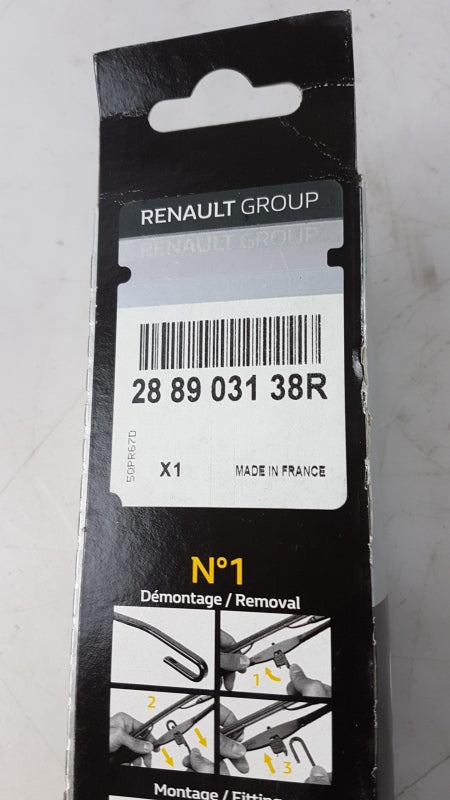 RENAULT GROUP
RENAULT GROUP
28 89 031 38R
5QPR67D
X1
MADE IN FRANCE
N°1
Démontage / Removal
1
2
3
Montage / Fitting